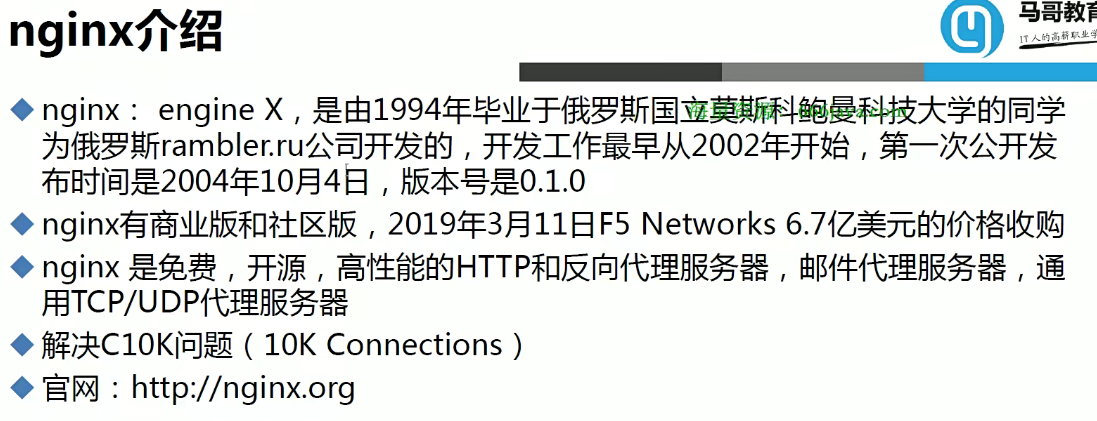 nginx介绍
马哥教育
IT人的高薪职业学
nginx： engine X，是由1994年毕业于俄罗斯国立莫斯科鲍曼科技大学的同学
为俄罗斯rambler.ru公司开发的，开发工作最早从2002年开始，第一次公开发
布时间是2004年10月4日，版本号是0.1.0
nginx有商业版和社区版，2019年3月11日F5 Networks 6.7亿美元的价格收购
nginx 是免费，开源，高性能的HTTP和反向代理服务器，邮件代理服务器，通
用TCP/UDP代理服务器
解决C10K问题（10K Connections）
官网：http://nginx.org